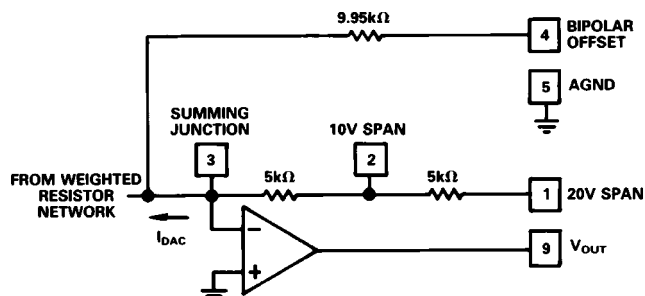 9.95kΩ
4
BIPOLAR
OFFSET
5
AGND
SUMMING
JUNCTION
3
10V SPAN
2
FROM WEIGHTED
RESISTOR
NETWORK
5kΩ
5kΩ
1
20V SPAN
IDAC
−
+
9
VOUT